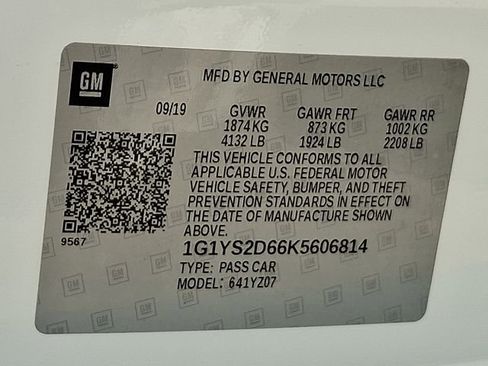 GM
MFD BY GENERAL MOTORS LLC
09/19 GVWR GAWR FRT GAWR RR
1874 KG 873 KG 1002 KG
4132 LB 1924 LB 2208 LB
THIS VEHICLE CONFORMS TO ALL
APPLICABLE U.S. FEDERAL MOTOR
VEHICLE SAFETY, BUMPER, AND THEFT
PREVENTION STANDARDS IN EFFECT ON
THE DATE OF MANUFACTURE SHOWN
ABOVE.
9567
1G1YS2D66K5606814
TYPE: PASS CAR
MODEL: 641YZ07